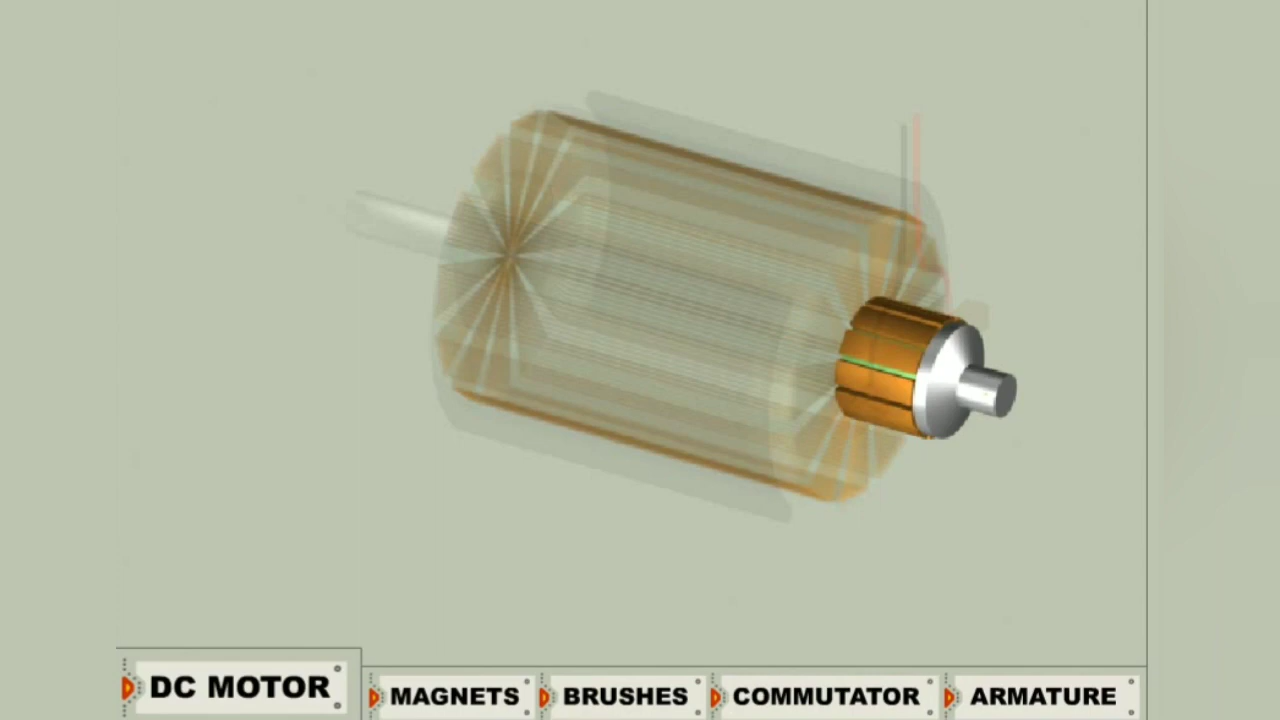 DC MOTOR
MAGNETS
BRUSHES
COMMUTATOR
ARMATURE